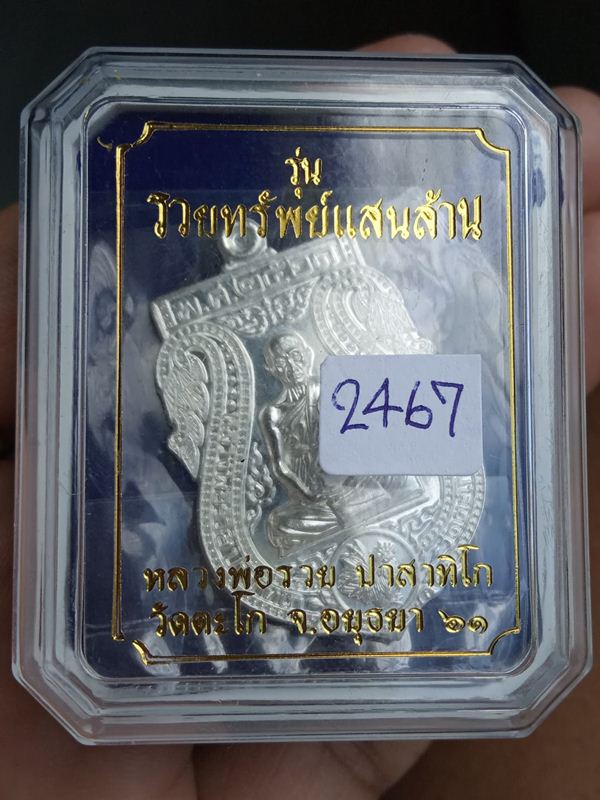 รุ่น
รวยทรัพย์แสนล้าน
2467
หลวงพ่อรวย ปาสาทิโก
วัดตะโก จ.อยุธยา ๖๑